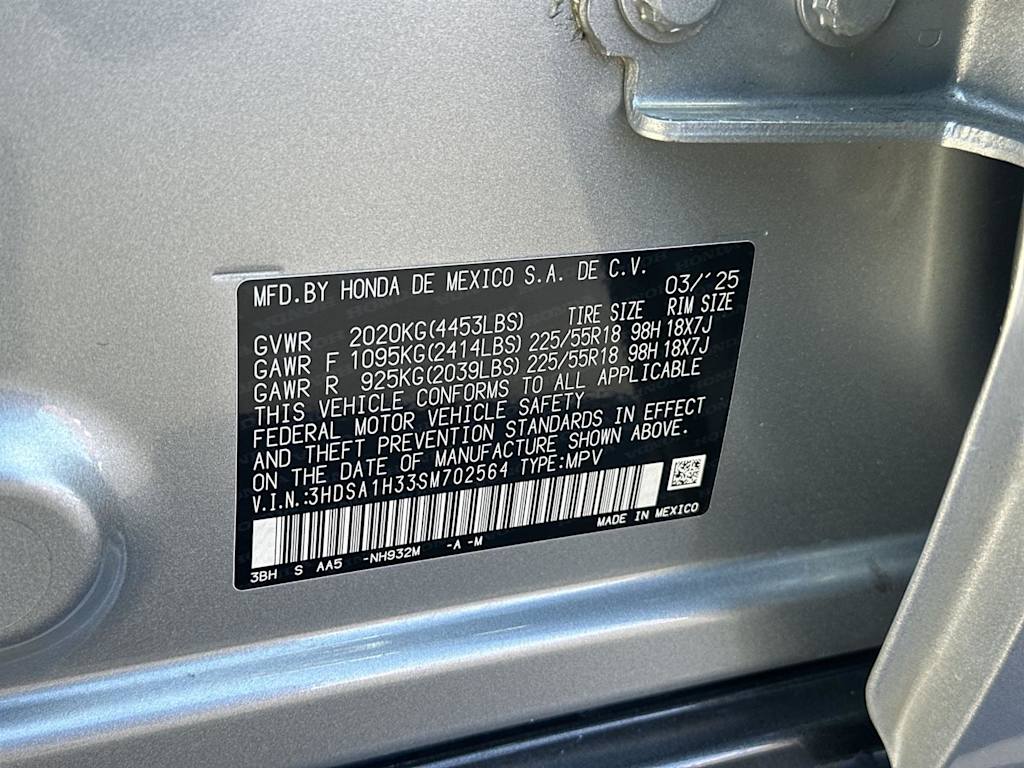 MFD.BY HONDA DE MEXICO S.A. DE C.V. 03/'25
TIRE SIZE RIM SIZE
GVWR 2020KG(4453LBS)
GAWR F 1095KG(2414LBS) 225/55R18 98H 18X7J
GAWR R 925KG(2039LBS) 225/55R18 98H 18X7J
THIS VEHICLE CONFORMS TO ALL APPLICABLE
FEDERAL MOTOR VEHICLE SAFETY
AND THEFT PREVENTION STANDARDS IN EFFECT
ON THE DATE OF MANUFACTURE SHOWN ABOVE.
V.I.N.:3HDSA1H33SM702564 TYPE:MPV
MADE IN MEXICO
3BH S AA5 -NH932M -A -M